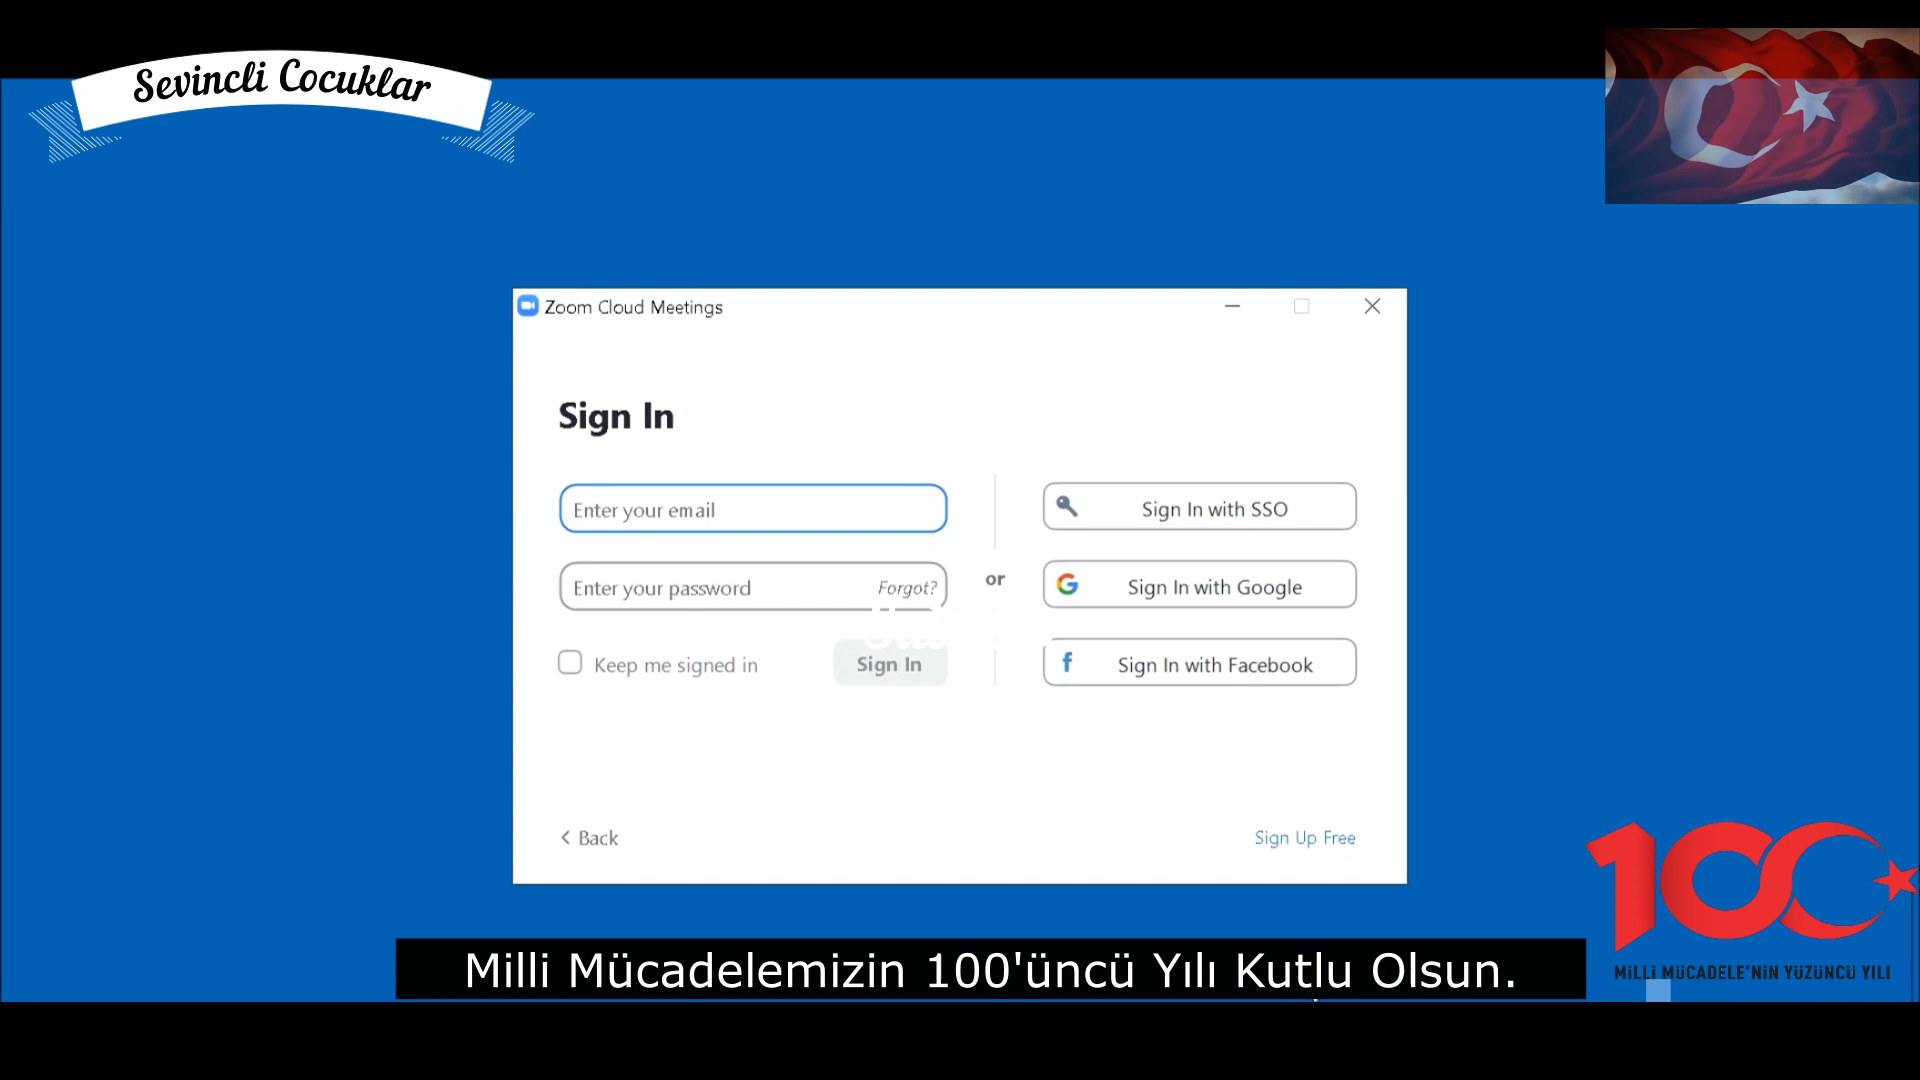 Sevincli Cocuklar
Zoom Cloud Meetings
Sign In
Enter your email
Enter your password
Forgot?
Keep me signed in
Sign In
or
Sign In with SSO
Sign In with Google
Sign In with Facebook
Back
Sign Up Free
100
MİLLİ MÜCADELE'NİN YÜZÜNCÜ YILI
Milli Mücadelemizin 100'üncü Yılı Kutlu Olsun.